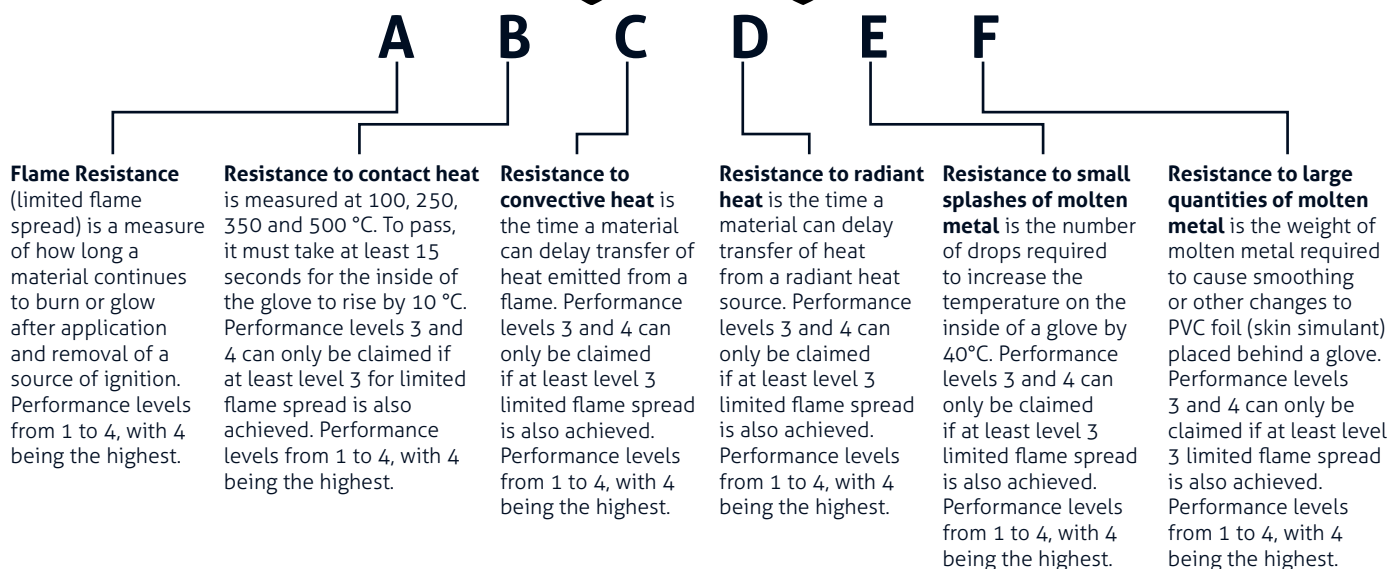 A B C D E F
Flame Resistance
(limited flame
spread) is a measure
of how long a
material continues
to burn or glow
after application
and removal of a
source of ignition.
Performance levels
from 1 to 4, with 4
being the highest.
Resistance to contact heat
is measured at 100, 250,
350 and 500 °C. To pass,
it must take at least 15
seconds for the inside of
the glove to rise by 10 °C.
Performance levels 3 and
4 can only be claimed if
at least level 3 for limited
flame spread is also
achieved. Performance
levels from 1 to 4, with 4
being the highest.
Resistance to
convective heat is
the time a material
can delay transfer of
heat emitted from a
flame. Performance
levels 3 and 4 can
only be claimed
if at least level 3
limited flame spread
is also achieved.
Performance levels
from 1 to 4, with 4
being the highest.
Resistance to radiant
heat is the time a
material can delay
transfer of heat
from a radiant heat
source. Performance
levels 3 and 4 can
only be claimed
if at least level 3
limited flame spread
is also achieved.
Performance levels
from 1 to 4, with 4
being the highest.
Resistance to small
splashes of molten
metal is the number
of drops required
to increase the
temperature on the
inside of a glove by
40°C. Performance
levels 3 and 4 can
only be claimed
if at least level 3
limited flame spread
is also achieved.
Performance levels
from 1 to 4, with 4
being the highest.
Resistance to large
quantities of molten
metal is the weight of
molten metal required
to cause smoothing
or other changes to
PVC foil (skin simulant)
placed behind a glove.
Performance levels
3 and 4 can only be
claimed if at least level
3 limited flame spread
is also achieved.
Performance levels
from 1 to 4, with 4
being the highest.